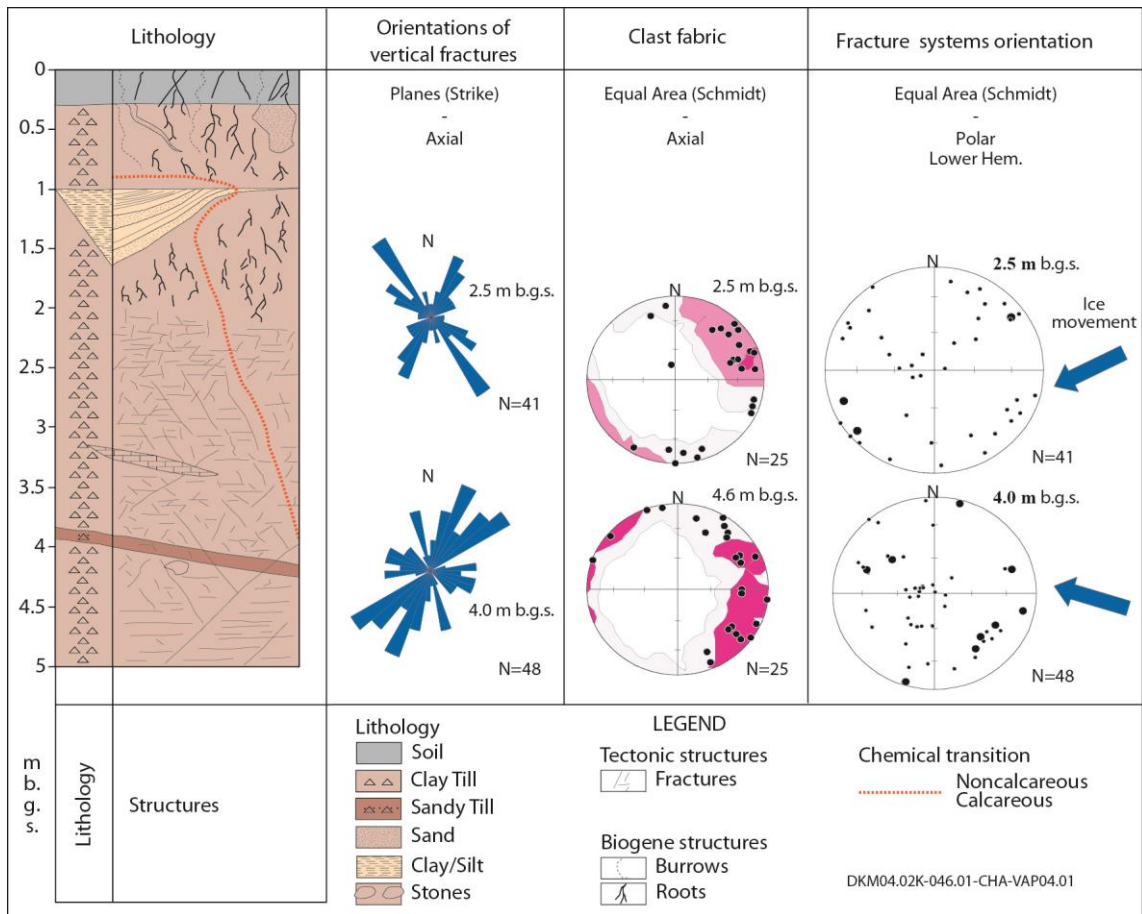 Lithology
Orientations of
vertical fractures
Clast fabric
Fracture systems orientation
Planes (Strike)
-
Axial
Equal Area (Schmidt)
-
Axial
Equal Area (Schmidt)
-
Polar
Lower Hem.
0
0.5
1
1.5
2
2.5
3
3.5
4
4.5
5
N
2.5 m b.g.s.
N=41
N
4.0 m b.g.s.
N=48
N
2.5 m b.g.s.
N=25
N
4.6 m b.g.s.
N=25
N
2.5 m b.g.s.
Ice
movement
N=41
N
4.0 m b.g.s.
N=48
m
b.
g.
s.
Lithology
Structures
LEGEND
Lithology
Soil
Clay Till
Sandy Till
Sand
Clay/Silt
Stones
Tectonic structures
Fractures
Biogene structures
Burrows
Roots
Chemical transition
Noncalcareous
Calcareous
DKM04.02K-046.01-CHA-VAP04.01